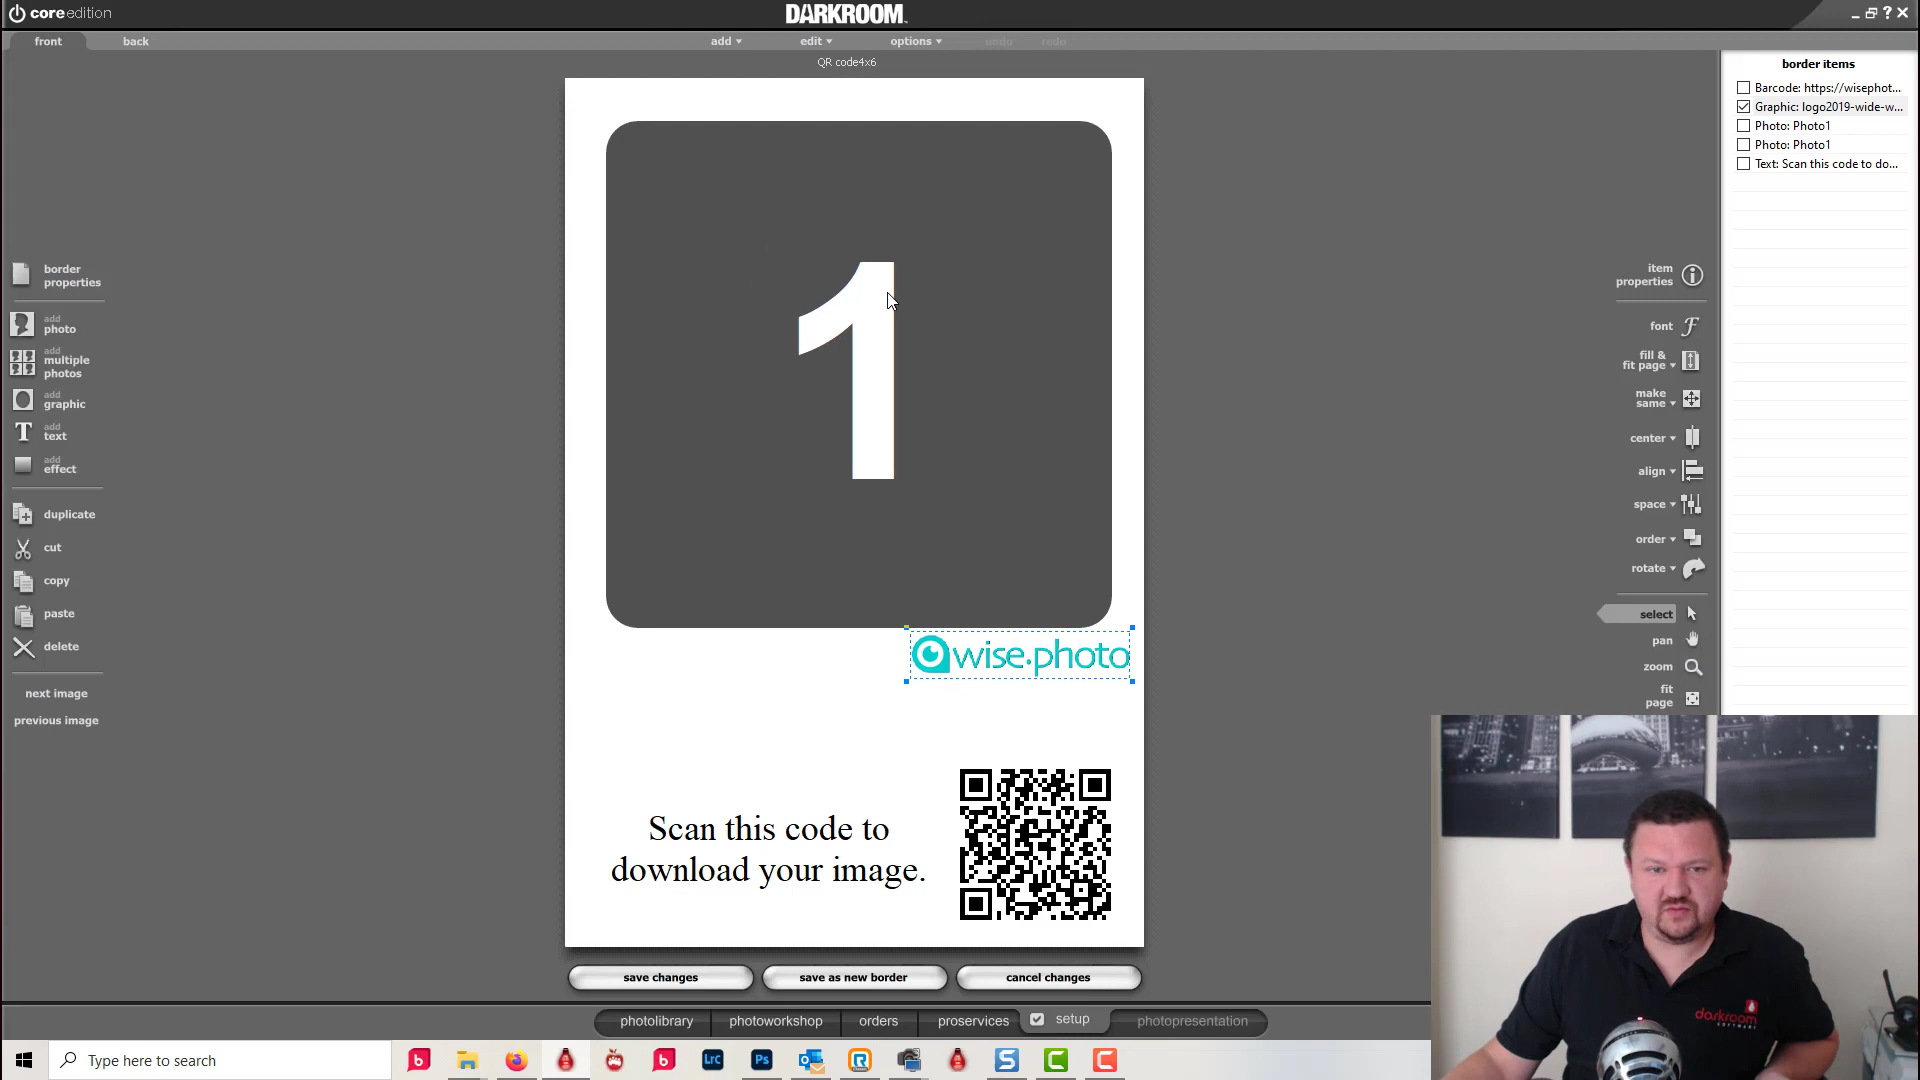 coreedition
DARKROOM
front
back
add
edit
options
undo
redo
QR code4x6
border items
Barcode: https://wisephot...
Graphic: logo2019-wide-w...
Photo: Photo1
Photo: Photo1
Text: Scan this code to do...
border
properties
add
photo
add
multiple
photos
add
graphic
T
add
text
add
effect
duplicate
cut
copy
paste
delete
next image
previous image
1
wise.photo
Scan this code to
download your image.
item
properties
font
fill &
fit page
make
same
center
align
space
order
rotate
select
pan
zoom
fit
page
save changes
save as new border
cancel changes
photolibrary
photoworkshop
orders
proservices
setup
photopresentation
Type here to search
b
b
Lrc
Ps
R
S
C
C
darkroom
SOFTWARE